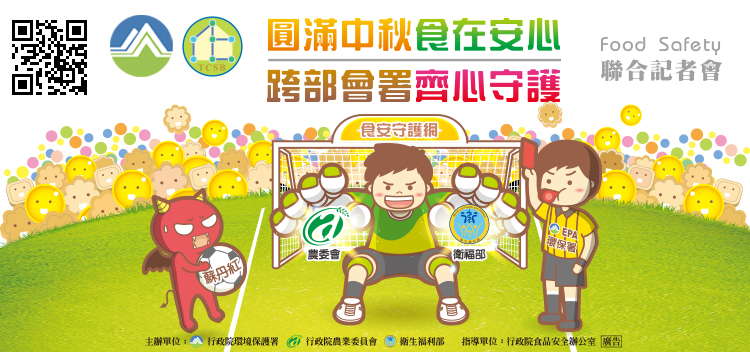 圓滿中秋食在安心
跨部會署齊心守護
Food Safety
聯合記者會
TCSB
食安守護網
農委會
衛福部
EPA
環保署
蘇丹紅
主辦單位：行政院環境保護署 行政院農業委員會 衛生福利部 指導單位：行政院食品安全辦公室 廣告